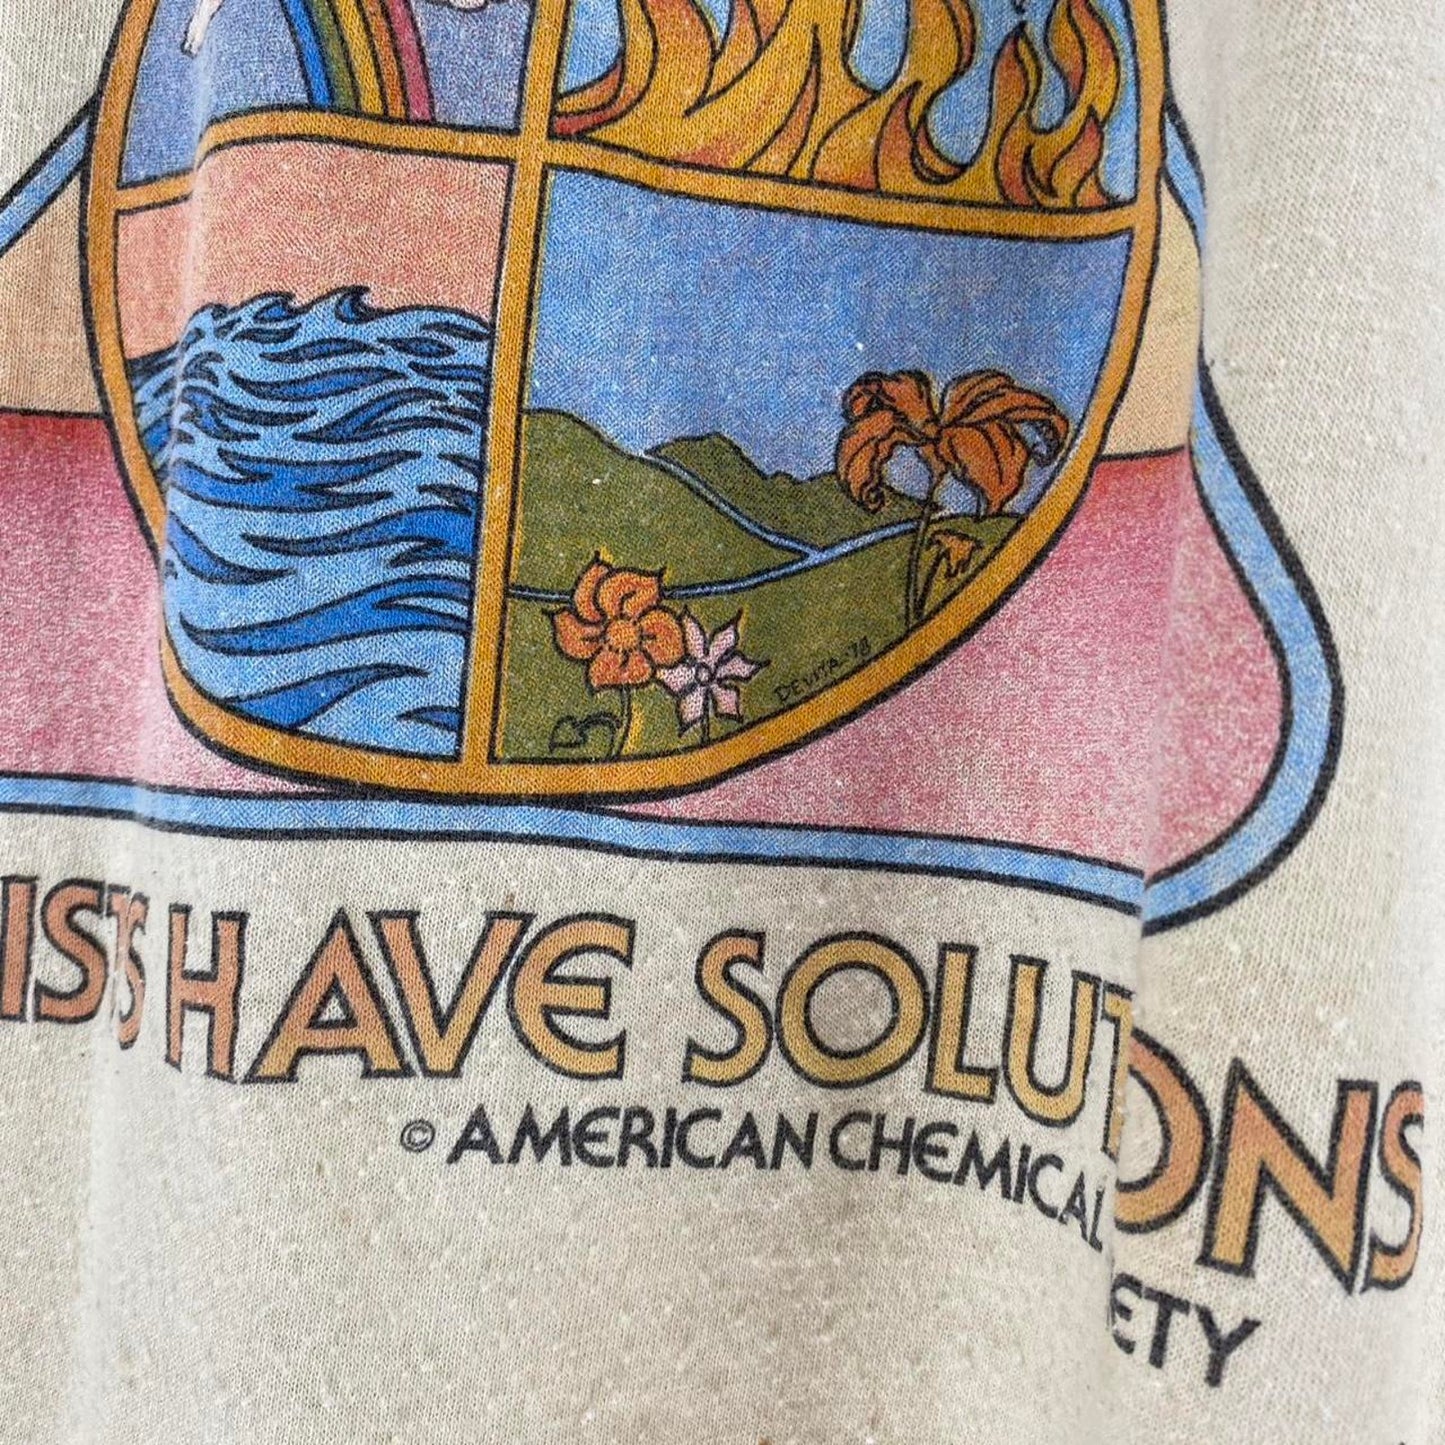 DEVITA-78
ISTS HAVE SOLUTIONS
© AMERICAN CHEMICAL ETY